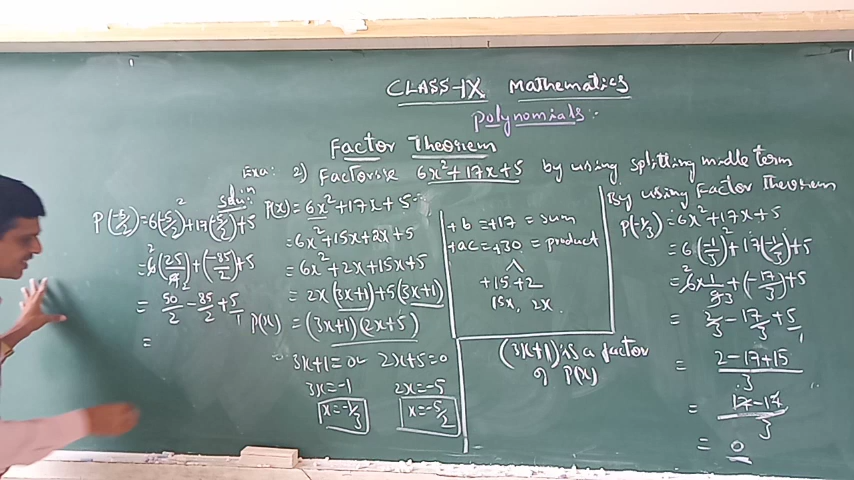 CLASS-IX Mathematics
Polynomials:-
Factor Theorem
Exa: 2) Factorise 6x²+17x+5 by using splitting middle term
By using Factor Theorem
Solu:
P(x)=6x²+17x+5
=6x²+15x+2x+5
=6x²+2x+15x+5
=2x(3x+1)+5(3x+1)
P(x) =(3x+1)(2x+5)
3x+1=0 2x+5=0
3x=-1 2x=-5
x=-1/3 x=-5/2
+b=+17=sum
+ac=+30=product
+15+2
15x, 2x
(3x+1) is a factor
of P(x)
P(-1/3)=6x²+17x+5
=6(-1/3)²+17(-1/3)+5
=6x1/9+(-17/3)+5
=2/3-17/3+5/1
=2-17+15/3
=17-17/3
=0
P(-5/2)=6(-5/2)²+17(-5/2)+5
=6(25/4)+(-85/2)+5
=50/2-85/2+5/1
=